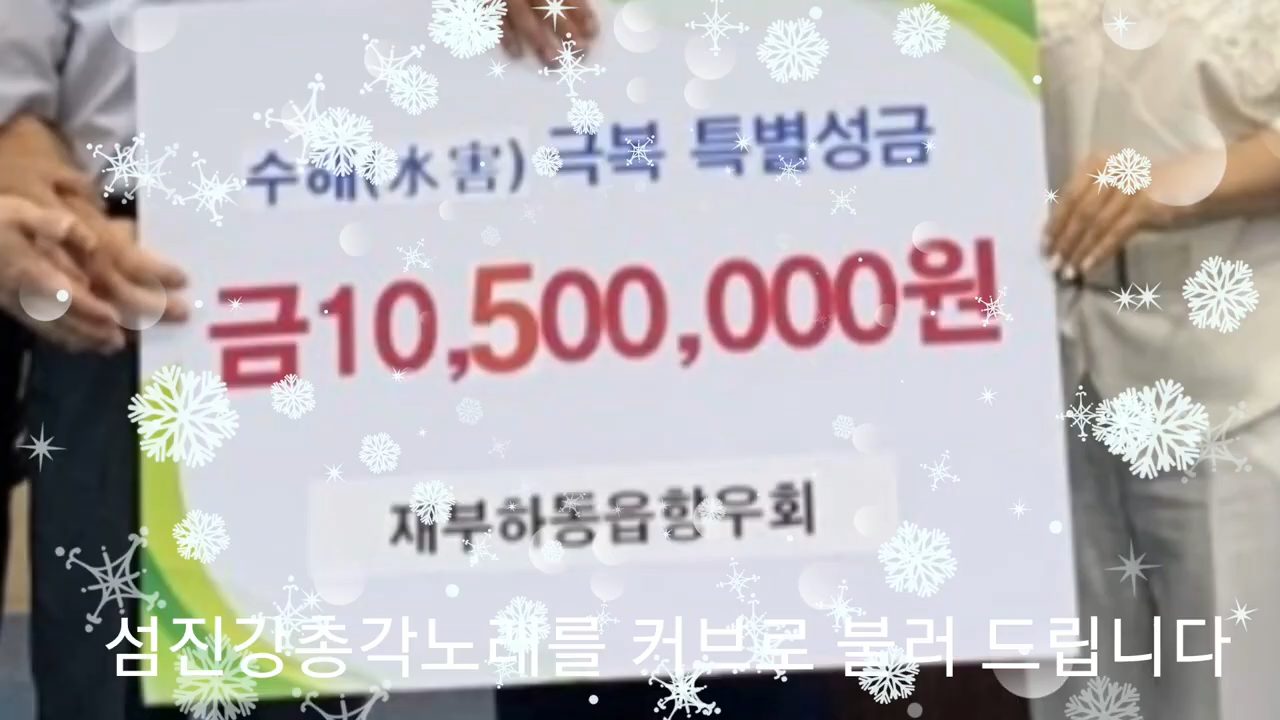 수해(水害)극복 특별성금
금10,500,000원
재부하동읍향우회
섬진강총각노래를 커브로 불러 드립니다